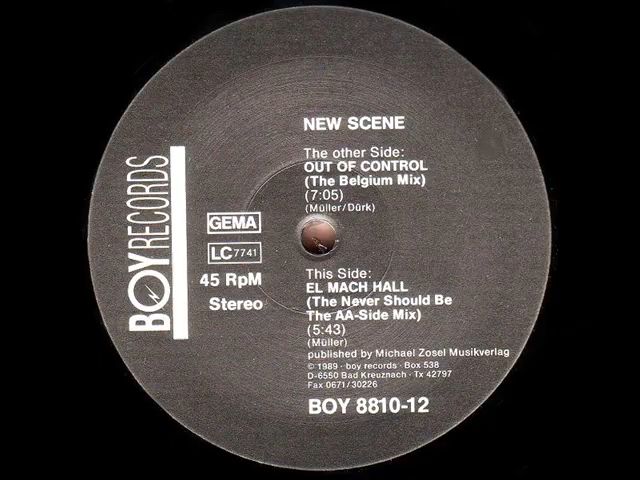 BOY RECORDS
GEMA
LC 7741
45 RpM
Stereo
NEW SCENE
The other Side:
OUT OF CONTROL
(The Belgium Mix)
(7:05)
(Müller/Dürk)
This Side:
EL MACH HALL
(The Never Should Be
The AA-Side Mix)
(5:43)
(Müller)
published by Michael Zosel Musikverlag
© 1989 · boy records · Box 538
D-6550 Bad Kreuznach · Tx 42797
Fax 0671/30226
BOY 8810-12